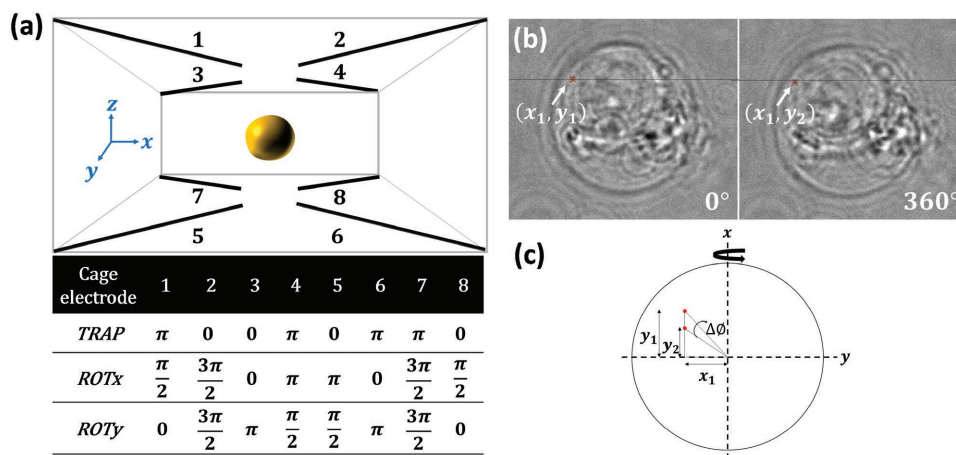 (a)
1 2
3 4
z
x
y
7 8
5 6
Cage electrode 1 2 3 4 5 6 7 8
TRAP π 0 0 π 0 π π 0
ROTx π/2 3π/2 0 π π 0 3π/2 π/2
ROTy 0 3π/2 π π/2 π/2 π 3π/2 0
(b)
(x₁, y₁) (x₁, y₂)
0° 360°
(c)
x
Δ∅
y₁ y₂
y
x₁